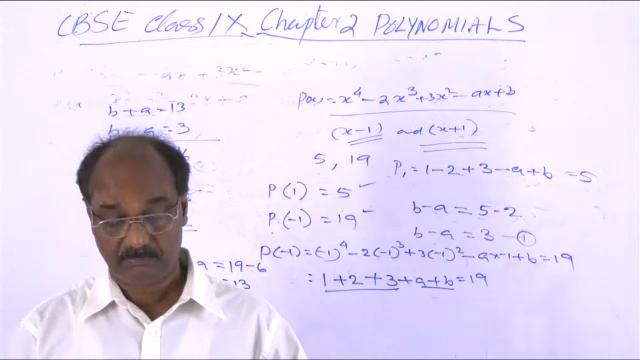 CBSE Class IX Chapter 2 POLYNOMIALS
b+a=13
b-a=3
a=19-6
=13
P(x)=x⁴-2x³+3x²-ax+b
(x-1) and (x+1)
5, 19
P(1)=5
P(-1)=19
P₁=1-2+3-a+b=5
b-a=5-2
b-a=3-①
P(-1)=(-1)⁴-2(-1)³+3(-1)²-ax-1+b=19
=1+2+3+a+b=19